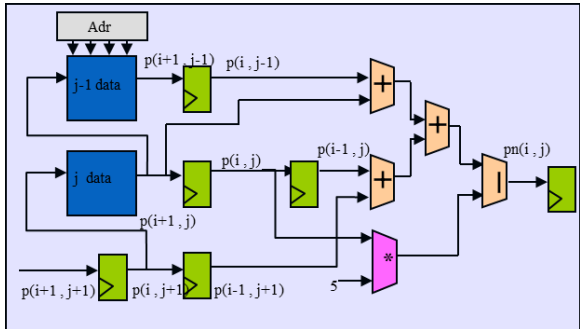 Adr
p(i+1 , j-1)
p(i , j-1)
j-1 data
+
+
j data
p(i , j)
p(i-1 , j)
+
pn(i , j)
p(i+1 , j)
*
p(i+1 , j+1)
p(i , j+1)
p(i-1 , j+1)
5